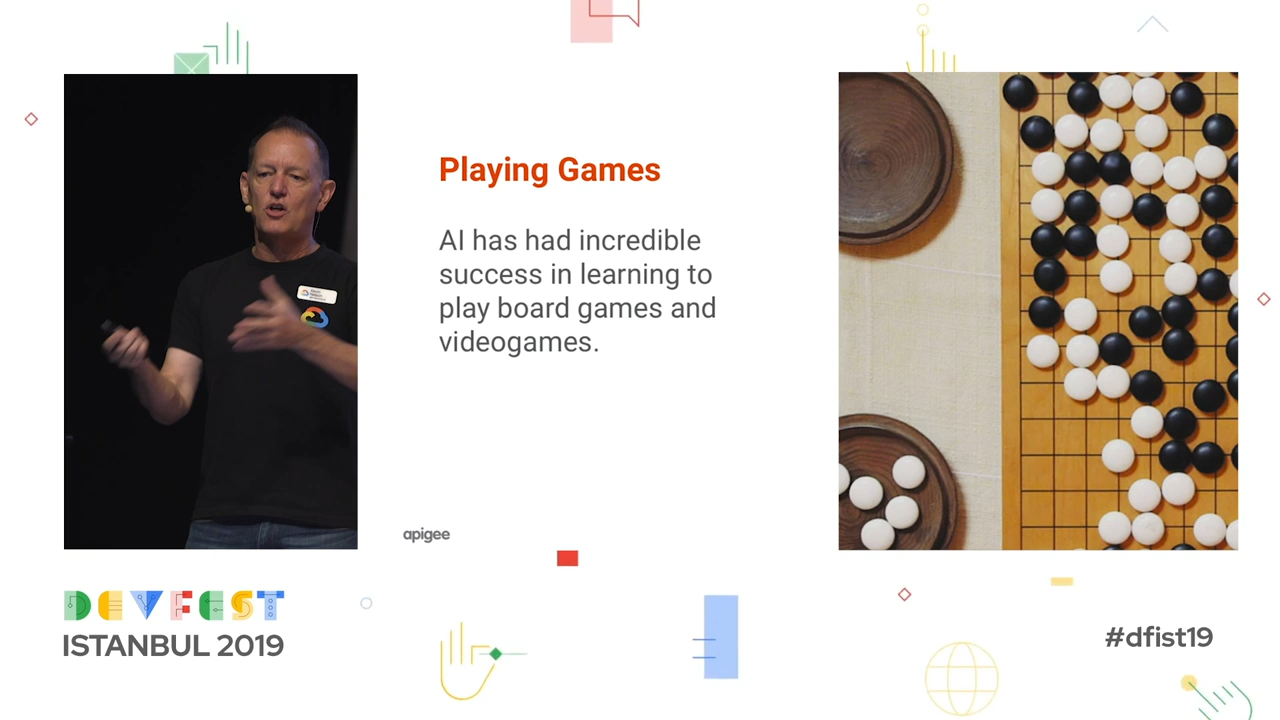 Playing Games
AI has had incredible
success in learning to
play board games and
videogames.
apigee
DEVFEST
ISTANBUL 2019
#dfist19